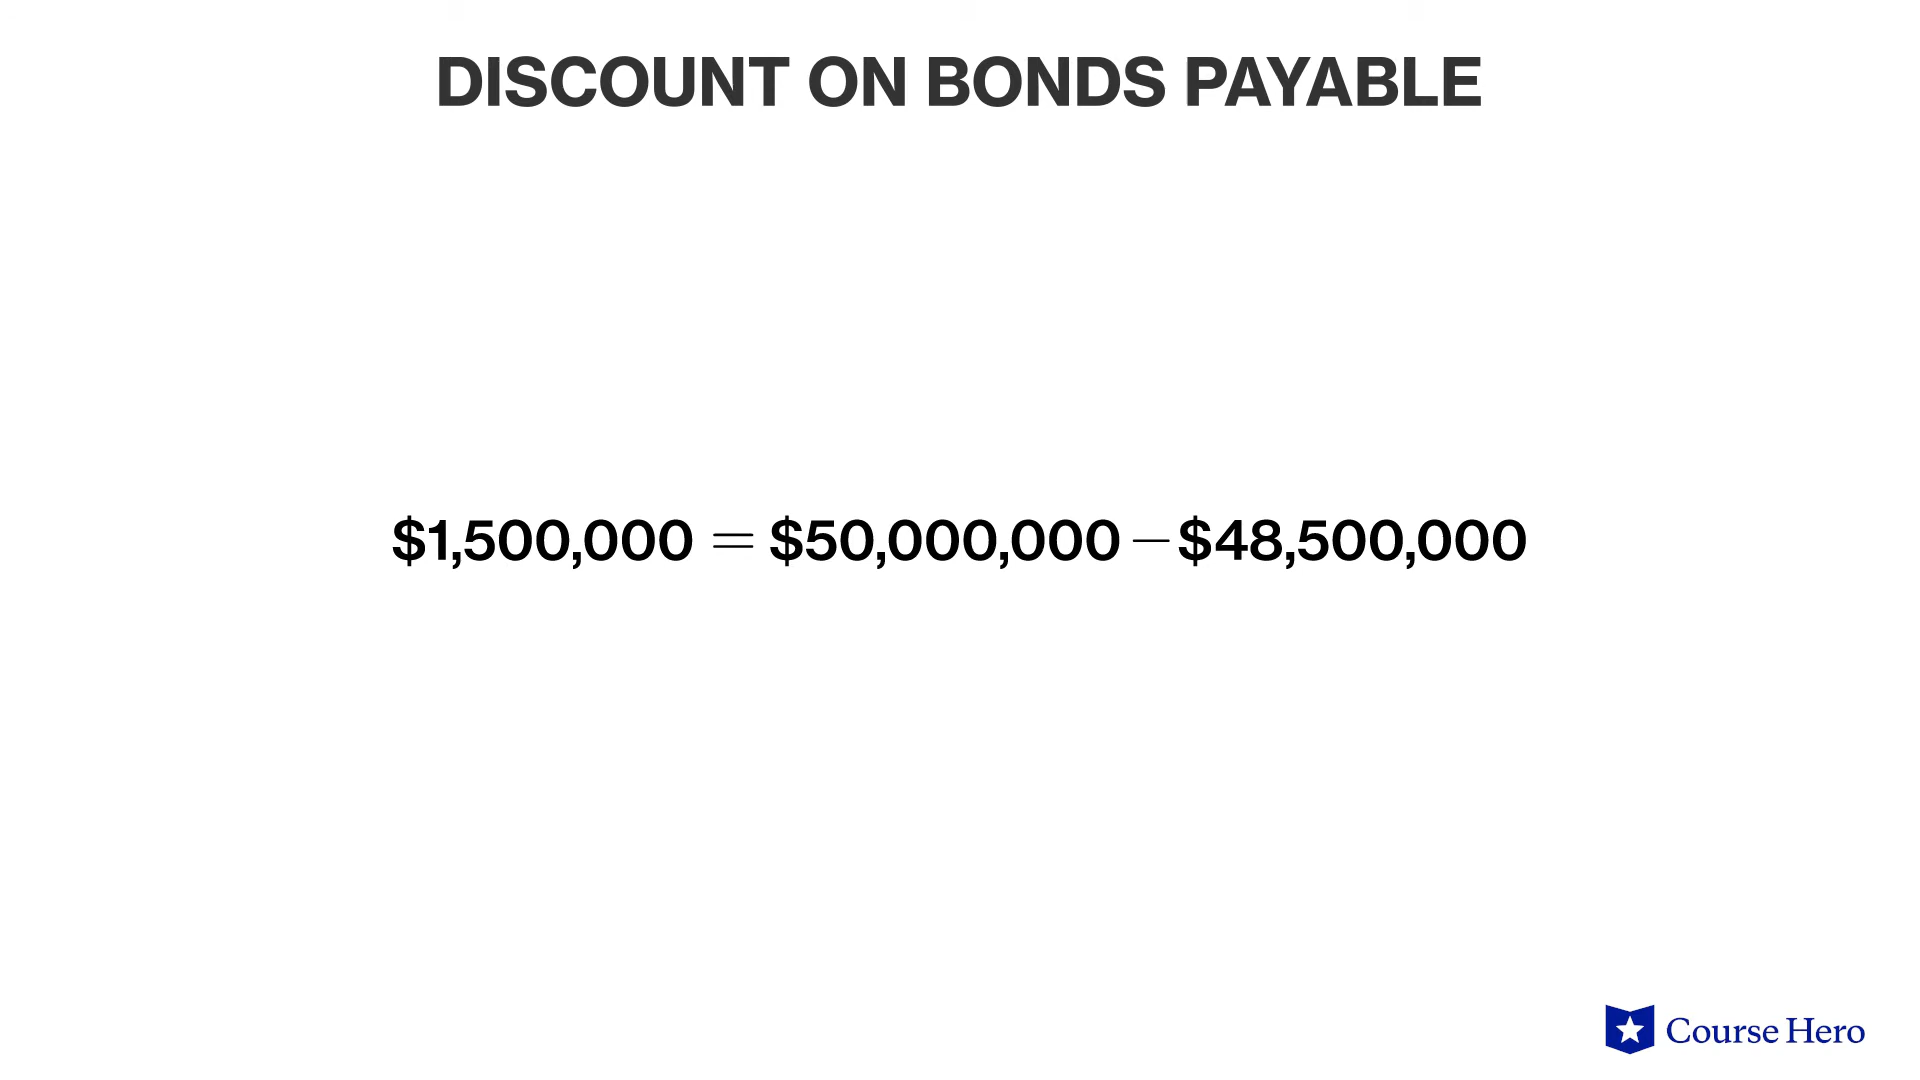 DISCOUNT ON BONDS PAYABLE
$1,500,000 = $50,000,000 – $48,500,000
Course Hero